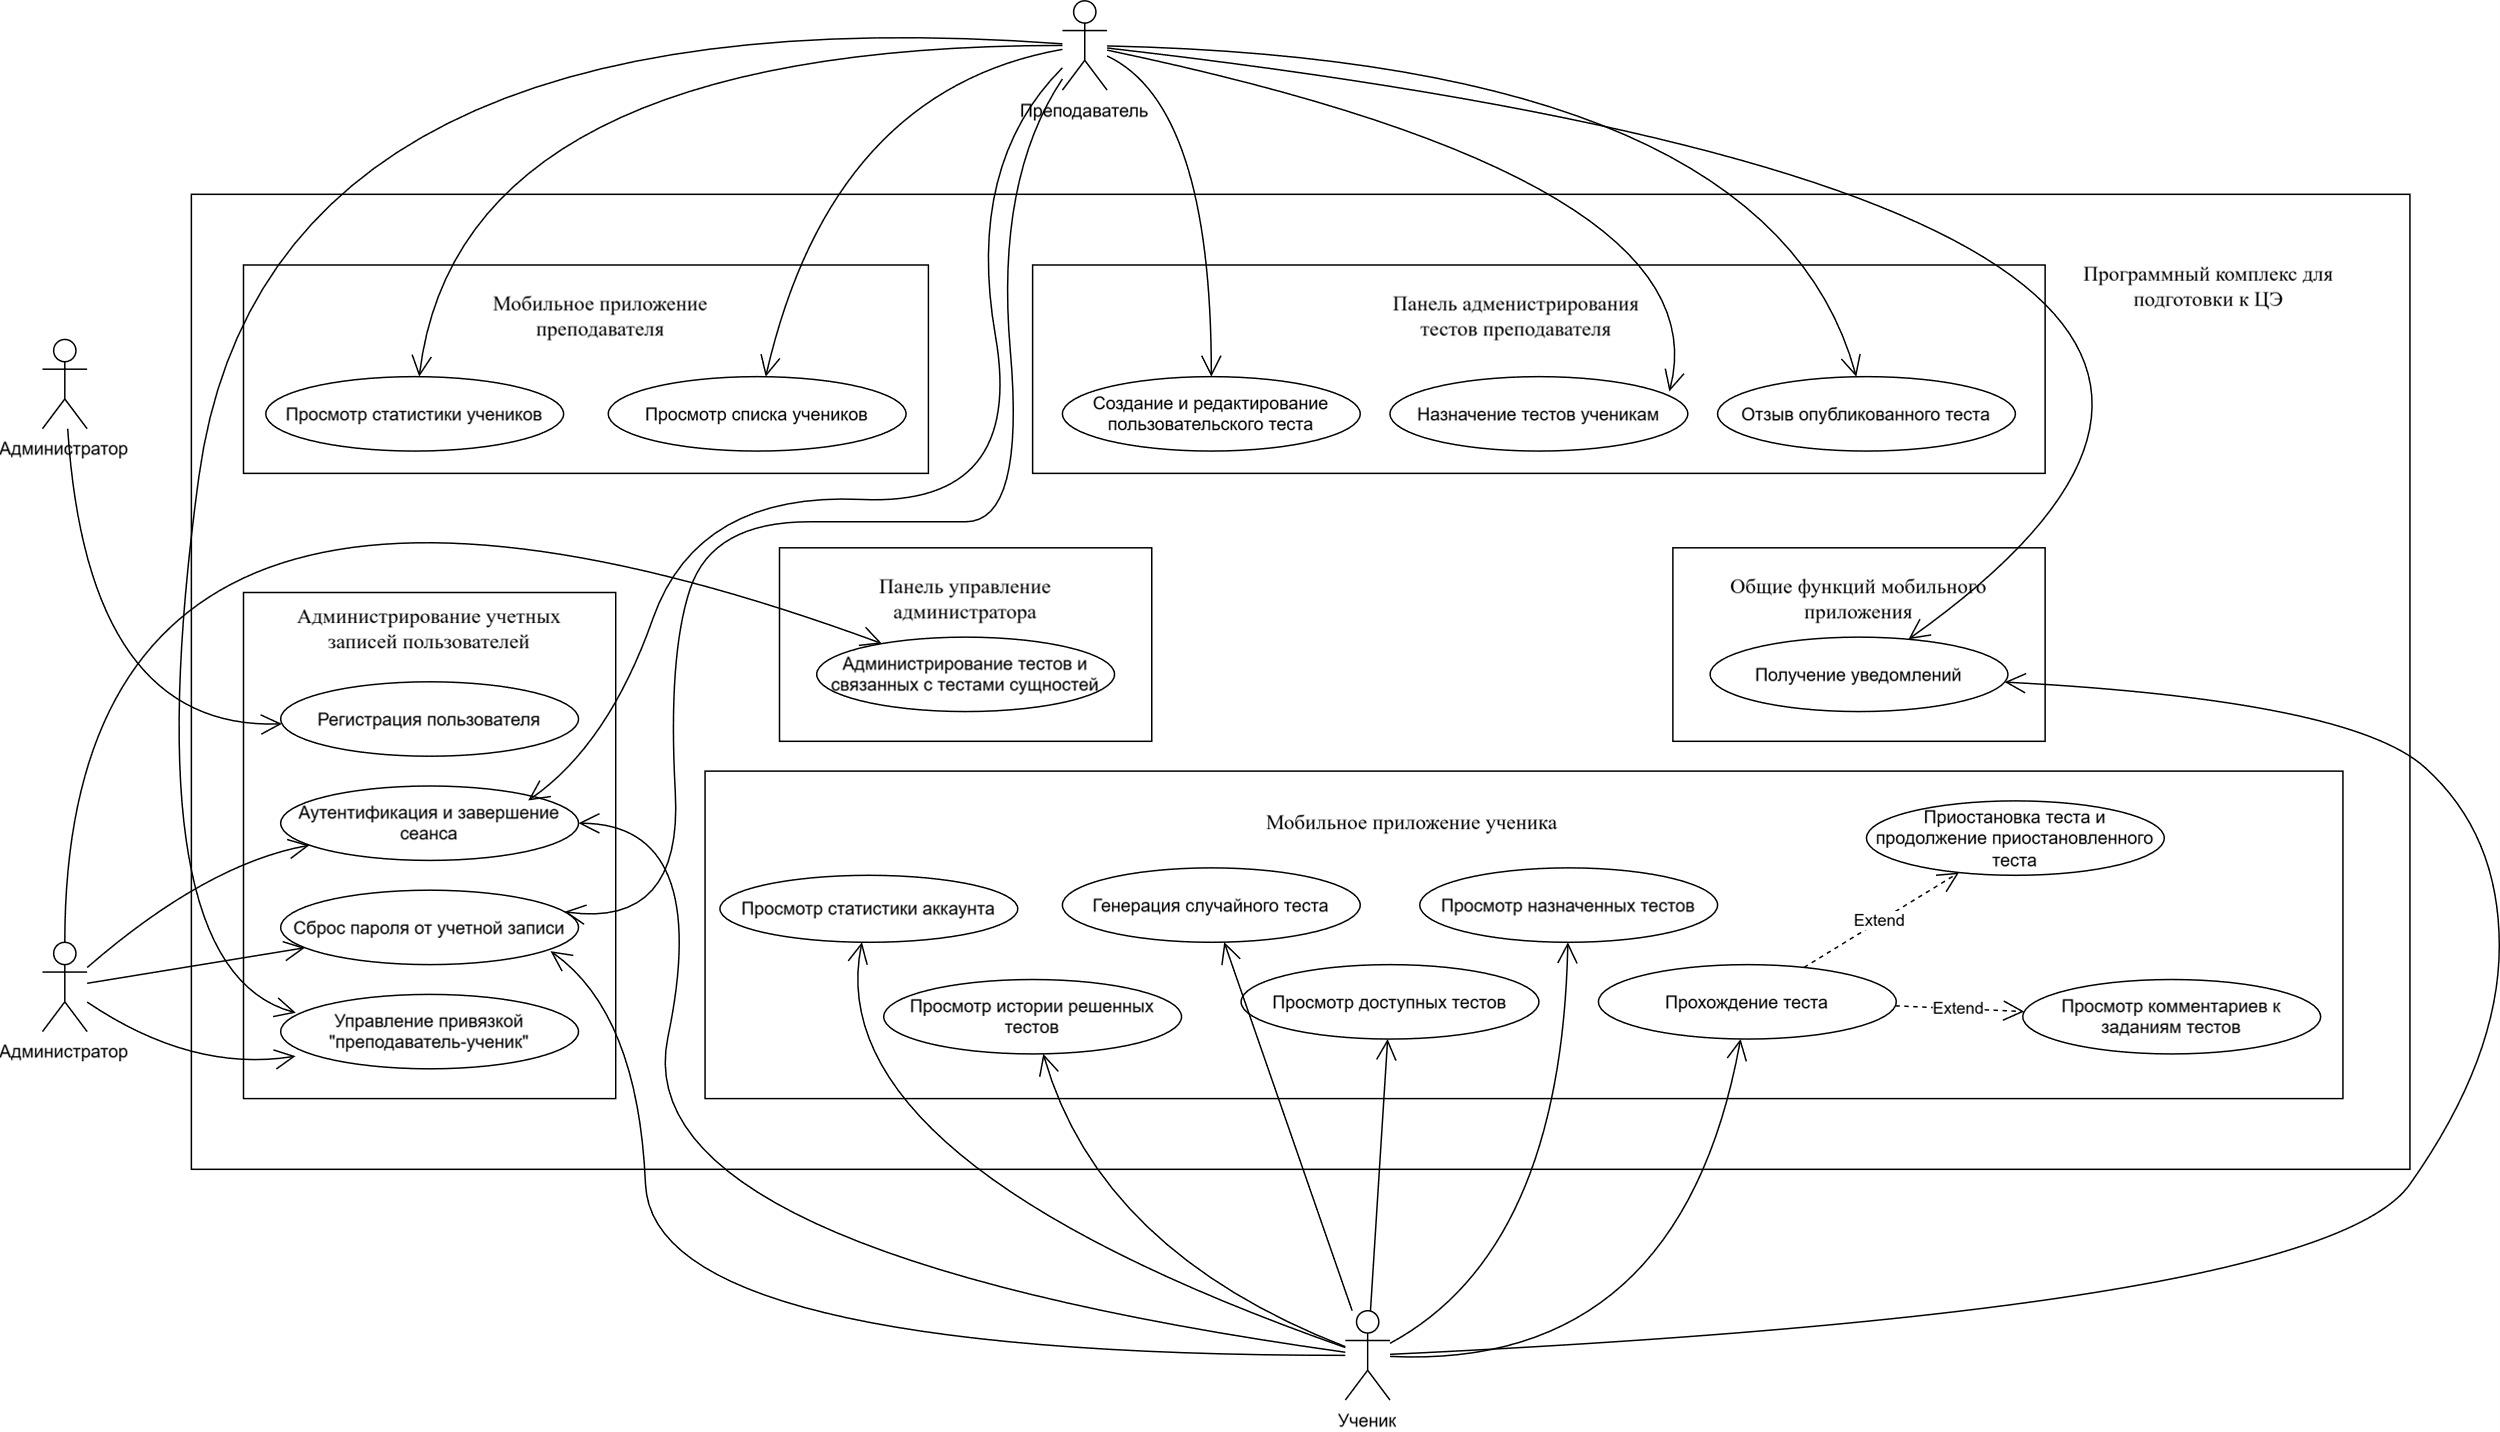 Преподаватель
Программный комплекс для
подготовки к ЦЭ
Мобильное приложение
преподавателя
Просмотр статистики учеников
Просмотр списка учеников
Панель адменистрирования
тестов преподавателя
Создание и редактирование
пользовательского теста
Назначение тестов ученикам
Отзыв опубликованного теста
Администратор
Администрирование учетных
записей пользователей
Регистрация пользователя
Аутентификация и завершение
сеанса
Сброс пароля от учетной записи
Управление привязкой
"преподаватель-ученик"
Панель управление
администратора
Администрирование тестов и
связанных с тестами сущностей
Общие функций мобильного
приложения
Получение уведомлений
Мобильное приложение ученика
Приостановка теста и
продолжение приостановленного
теста
Просмотр статистики аккаунта
Генерация случайного теста
Просмотр назначенных тестов
Extend
Просмотр истории решенных
тестов
Просмотр доступных тестов
Прохождение теста
Extend
Просмотр комментариев к
заданиям тестов
Администратор
Ученик